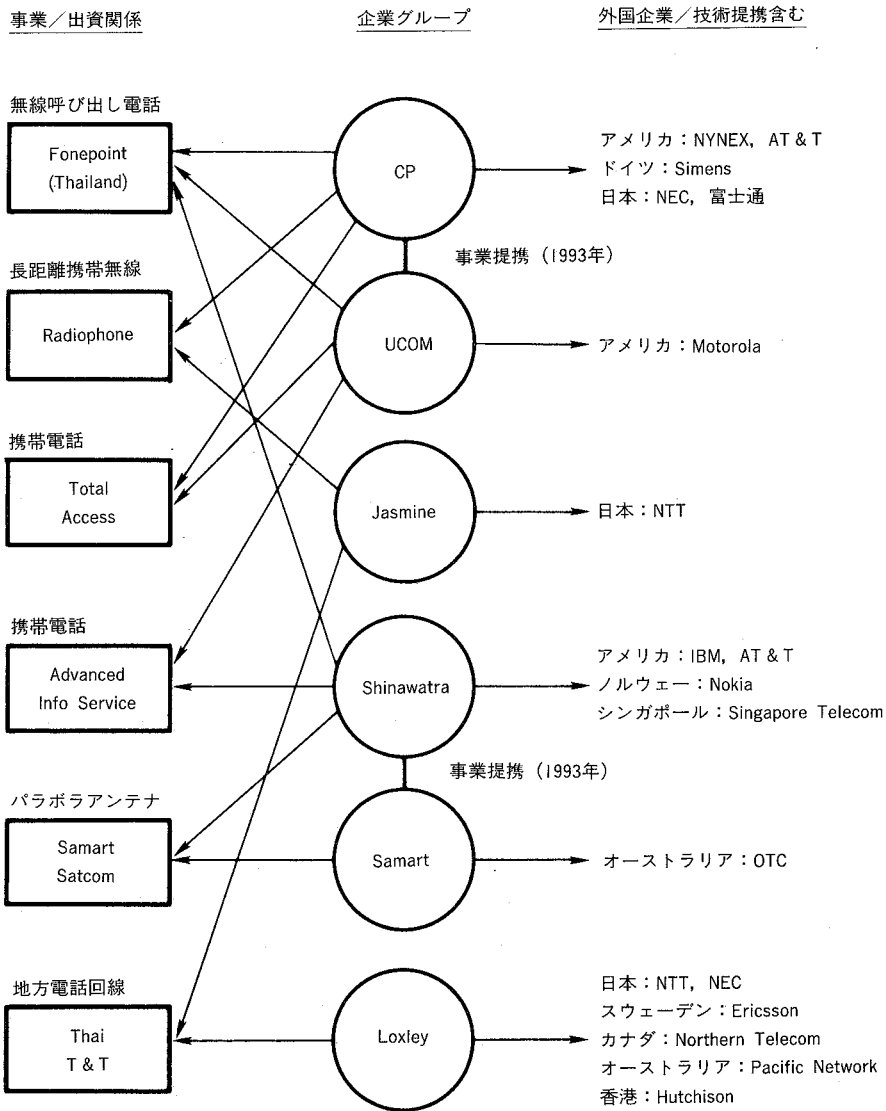 事業／出資関係
企業グループ
外国企業／技術提携含む
無線呼び出し電話
Fonepoint
(Thailand)
CP
アメリカ：NYNEX, AT & T
ドイツ：Simens
日本：NEC, 富士通
事業提携（1993年）
長距離携帯無線
Radiophone
UCOM
アメリカ：Motorola
携帯電話
Total
Access
Jasmine
日本：NTT
携帯電話
Advanced
Info Service
Shinawatra
アメリカ：IBM, AT & T
ノルウェー：Nokia
シンガポール：Singapore Telecom
事業提携（1993年）
パラボラアンテナ
Samart
Satcom
Samart
オーストラリア：OTC
地方電話回線
Thai
T & T
Loxley
日本：NTT, NEC
スウェーデン：Ericsson
カナダ：Northern Telecom
オーストラリア：Pacific Network
香港：Hutchison